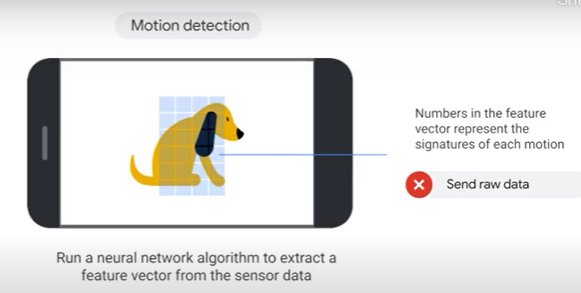 Motion detection
Numbers in the feature
vector represent the
signatures of each motion
Send raw data
Run a neural network algorithm to extract a
feature vector from the sensor data